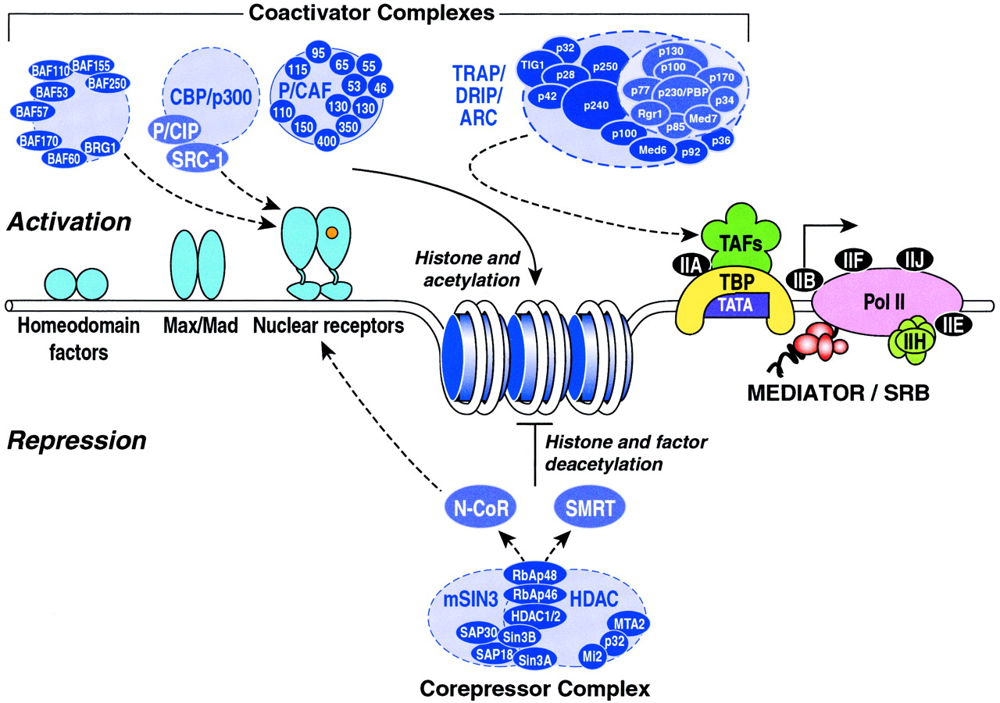 Coactivator Complexes
BAF110
BAF155
BAF250
BAF53
BAF57
BAF170
BAF60
BRG1
CBP/p300
P/CIP
SRC-1
95
115
65
55
P/CAF
53
46
110
130
130
150
350
400
TRAP/
DRIP/
ARC
p32
TIG1
p28
p250
p42
p240
p100
p130
p100
p170
p77
p230/PBP
p34
Rgr1
Med7
p85
Med6
p92
p36
Activation
Histone and
acetylation
TAFs
IIA
TBP
TATA
IIB
IIF
IIJ
Pol II
IIE
IIH
Homeodomain
factors
Max/Mad
Nuclear receptors
MEDIATOR / SRB
Repression
Histone and factor
deacetylation
N-CoR
SMRT
RbAp48
mSIN3
RbAp46
HDAC
HDAC1/2
SAP30
Sin3B
SAP18
Sin3A
MTA2
p32
Mi2
Corepressor Complex